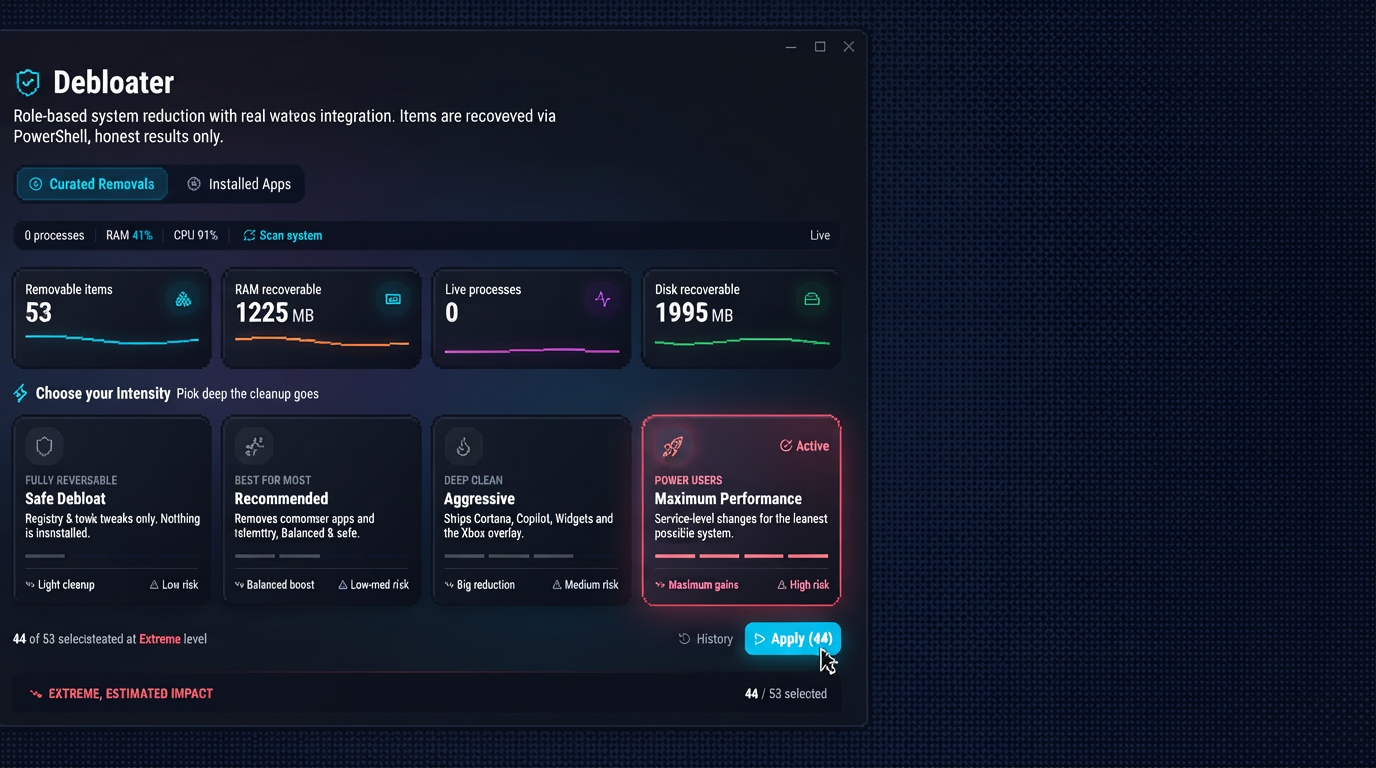 Debloater
Role-based system reduction with real watvos integration. Items are recoveved via
PowerShell, honest results only.
Curated Removals
Installed Apps
0 processes
RAM 41%
CPU 91%
Scan system
Live
Removable items
53
RAM recoverable
1225 MB
Live processes
0
Disk recoverable
1995 MB
Choose your Intensity Pick deep the cleanup goes
FULLY REVERSABLE
Safe Debloat
Registry & towk tweaks only. Notthing
is insnstalled.
Light cleanup
Low risk
BEST FOR MOST
Recommended
Removes comomser apps and
telemttry, Balanced & safe.
Balanced boost
Low-med risk
DEEP CLEAN
Aggressive
Ships Cortana, Copilot, Widgets and
the Xbox overlay.
Big reduction
Medium risk
Active
POWER USERS
Maximum Performance
Service-level changes for the leanest
poscitie system.
Masimum gains
High risk
44 of 53 selecisteated at Extreme level
History
Apply (44)
EXTREME, ESTIMATED IMPACT
44 / 53 selected